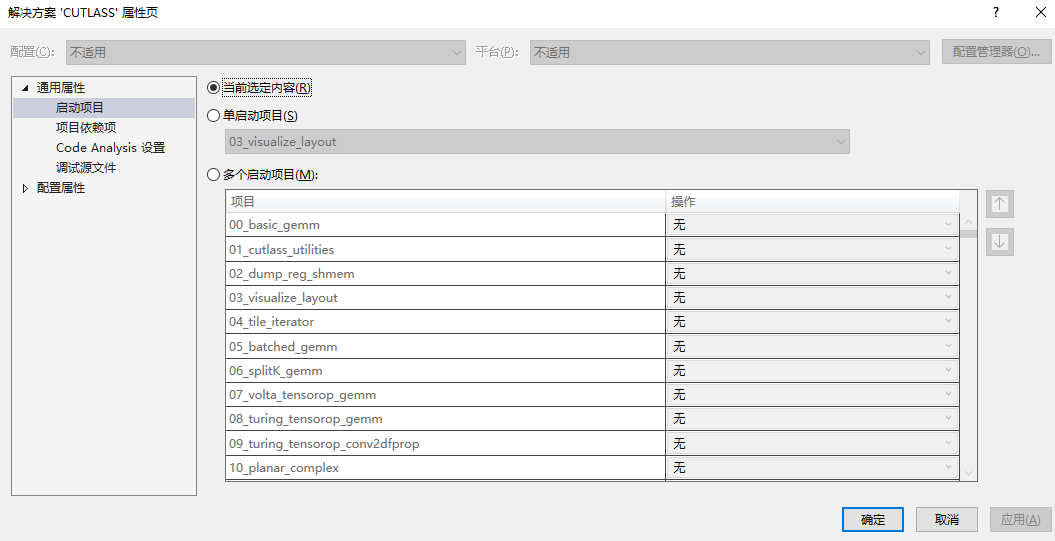 解决方案 'CUTLASS' 属性页
配置(C): 不适用 平台(P): 不适用 配置管理器(O)...
通用属性
启动项目
项目依赖项
Code Analysis 设置
调试源文件
配置属性
当前选定内容(R)
单启动项目(S)
03_visualize_layout
多个启动项目(M):
项目 操作
00_basic_gemm 无
01_cutlass_utilities 无
02_dump_reg_shmem 无
03_visualize_layout 无
04_tile_iterator 无
05_batched_gemm 无
06_splitK_gemm 无
07_volta_tensorop_gemm 无
08_turing_tensorop_gemm 无
09_turing_tensorop_conv2dfprop 无
10_planar_complex 无
确定 取消 应用(A)